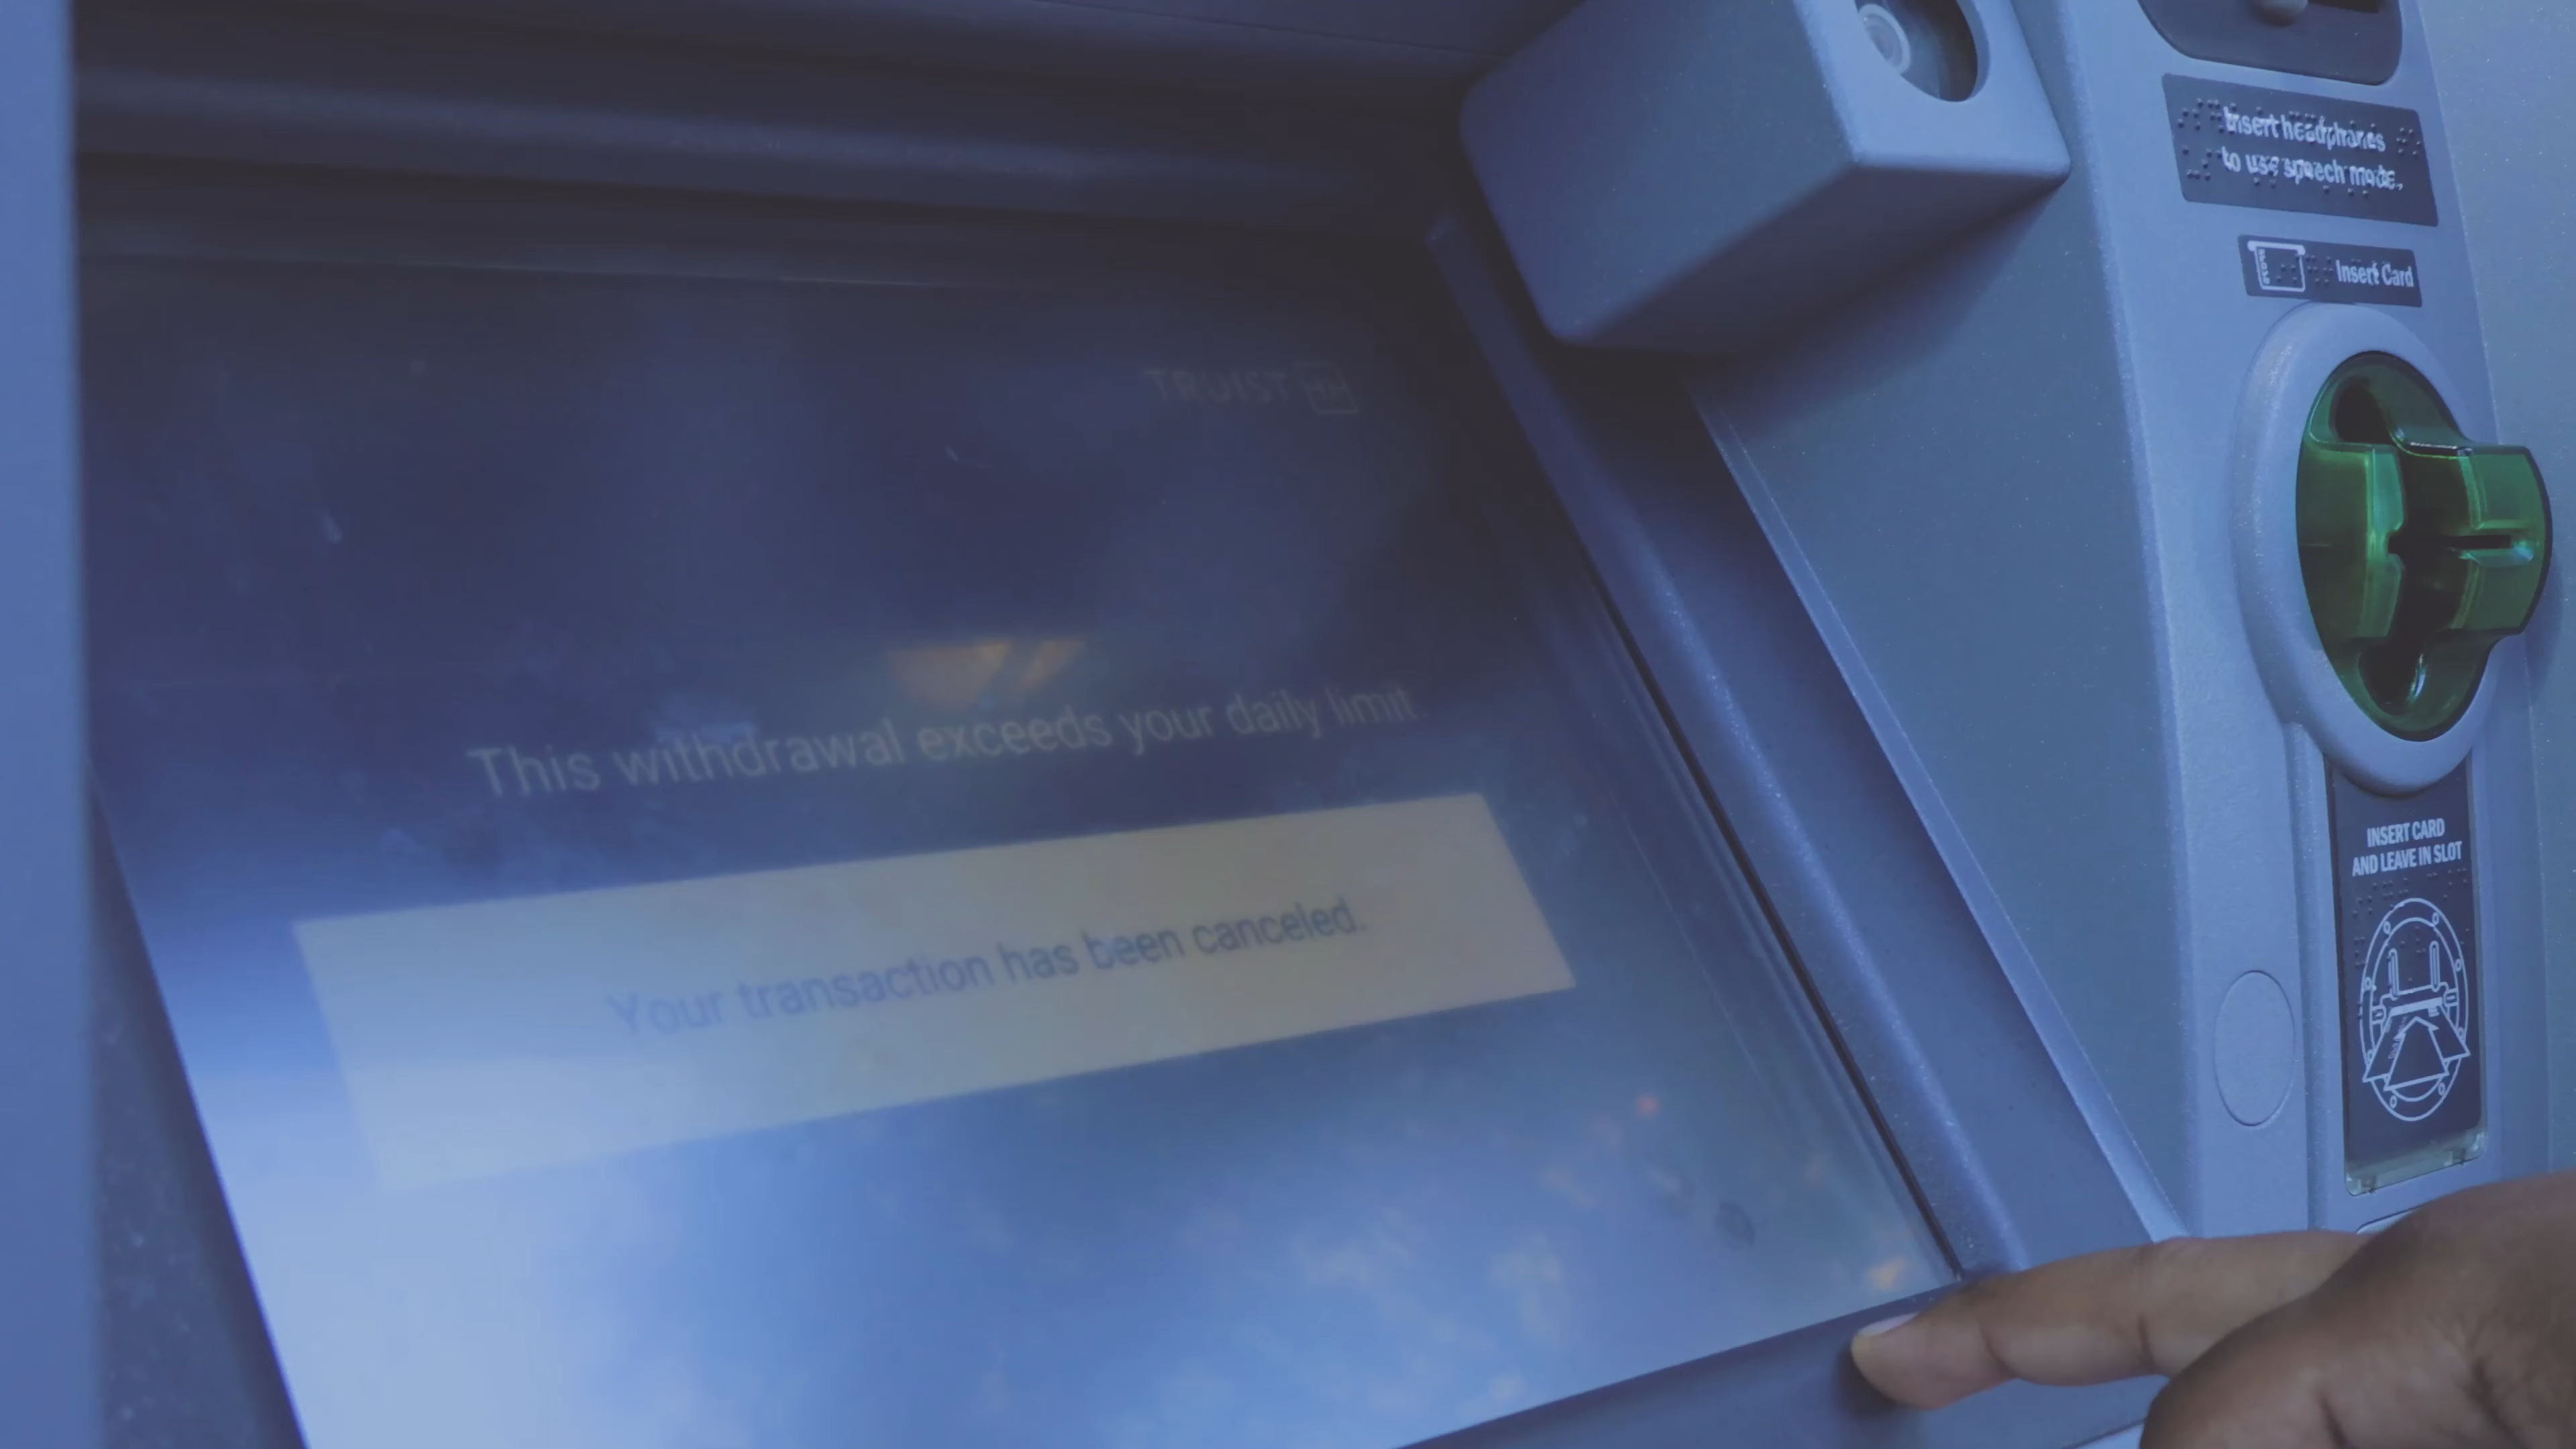 Insert headphones
to use speech mode.
Insert Card
TRUIST
This withdrawal exceeds your daily limit.
Your transaction has been canceled.
INSERT CARD
AND LEAVE IN SLOT